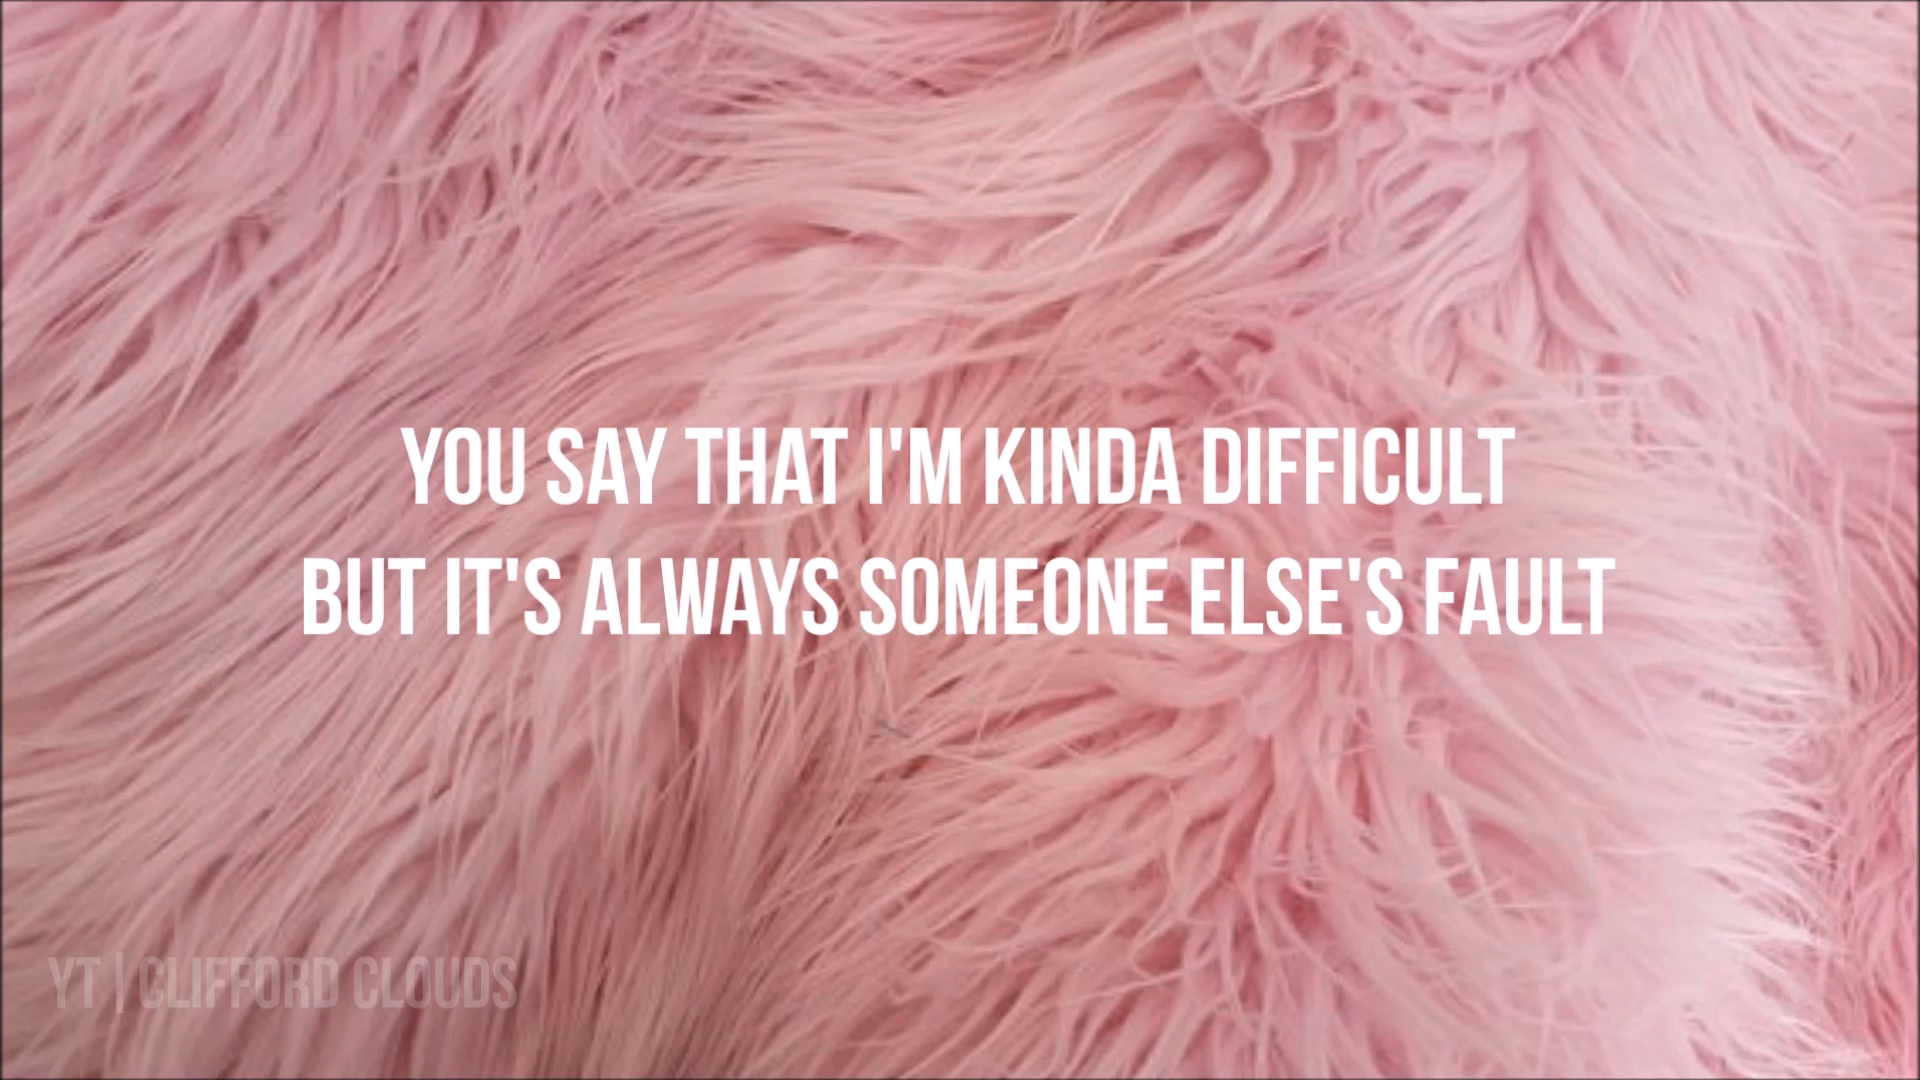 YOU SAY THAT I'M KINDA DIFFICULT
BUT IT'S ALWAYS SOMEONE ELSE'S FAULT
YT | CLIFFORD CLOUDS